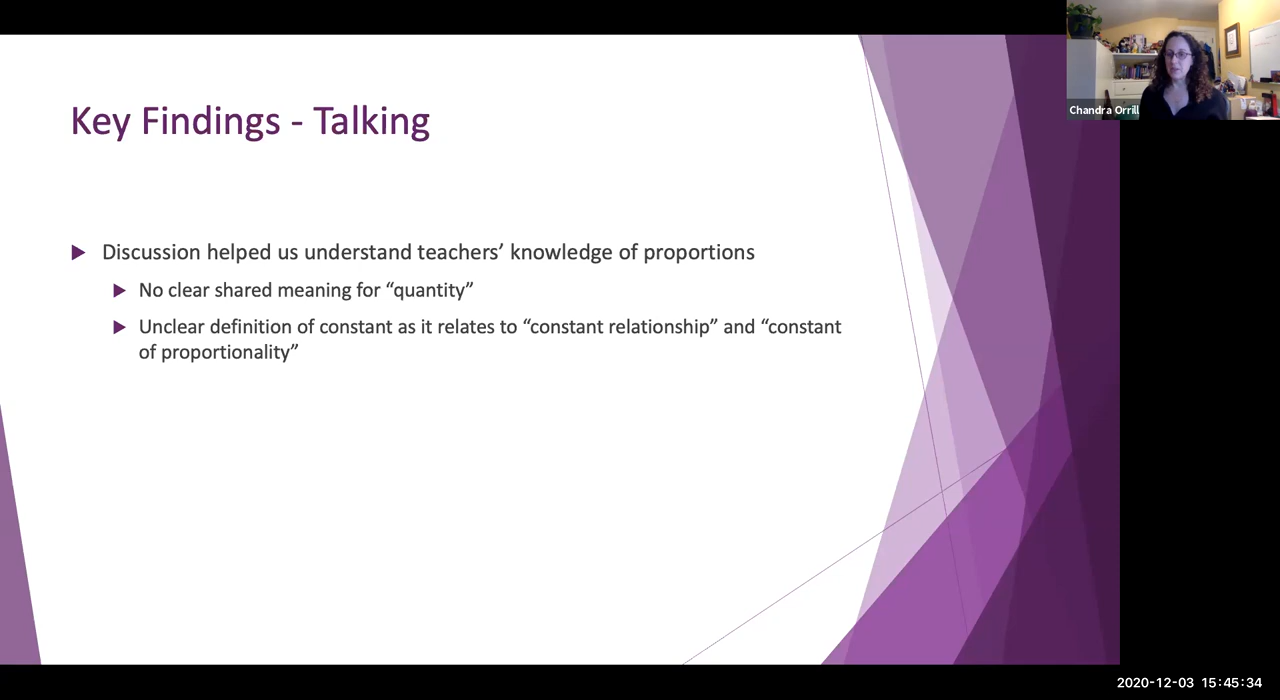 Chandra Orrill
Key Findings - Talking
Discussion helped us understand teachers’ knowledge of proportions
No clear shared meaning for “quantity”
Unclear definition of constant as it relates to “constant relationship” and “constant
of proportionality”
2020-12-03 15:45:34